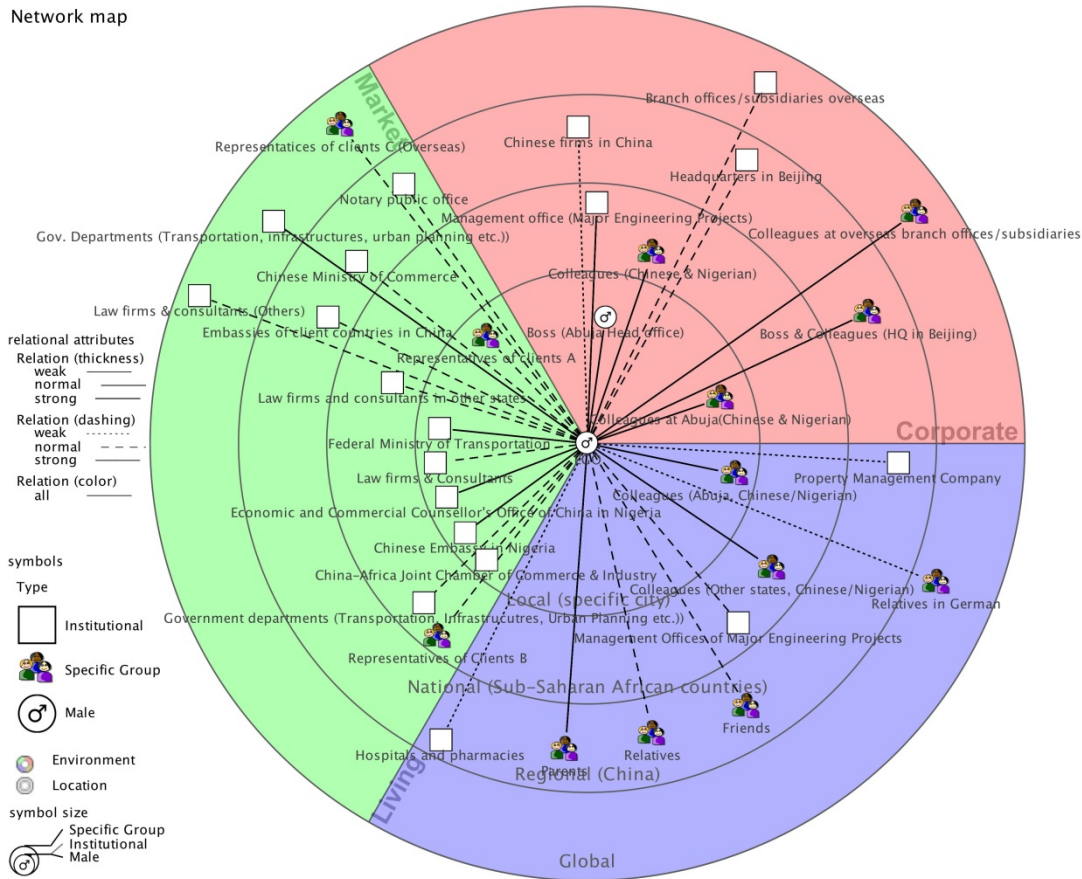 Network map
Market
Branch offices/subsidiaries overseas
Representatices of clients C (Overseas)
Chinese firms in China
Headquarters in Beijing
Notary public office
Management office (Major Engineering Projects)
Colleagues at overseas branch offices/subsidiaries
Gov. Departments (Transportation, infrastructures, urban planning etc.))
Chinese Ministry of Commerce
Colleagues (Chinese & Nigerian)
Law firms & consultants (Others)
Embassies of client countries in China
Boss (Abuja Head office)
Boss & Colleagues (HQ in Beijing)
Representatives of clients A
Law firms and consultants in other states
Colleagues at Abuja(Chinese & Nigerian)
Corporate
Federal Ministry of Transportation
EGO
Law firms & Consultants
Property Management Company
Colleagues (Abuja, Chinese/Nigerian)
Economic and Commercial Counsellor's Office of China in Nigeria
Chinese Embassy in Nigeria
China-Africa Joint Chamber of Commerce & Industry
Colleagues (Other states, Chinese/Nigerian)
Local (specific city)
Relatives in German
Government departments (Transportation, Infrastrucutres, Urban Planning etc.))
Management Offices of Major Engineering Projects
Representatives of Clients B
National (Sub-Saharan African countries)
Friends
Hospitals and pharmacies
Relatives
Parents
Regional (China)
Living
Global
relational attributes
Relation (thickness)
weak
normal
strong
Relation (dashing)
weak
normal
strong
Relation (color)
all
symbols
Type
Institutional
Specific Group
Male
Environment
Location
symbol size
Specific Group
Institutional
Male